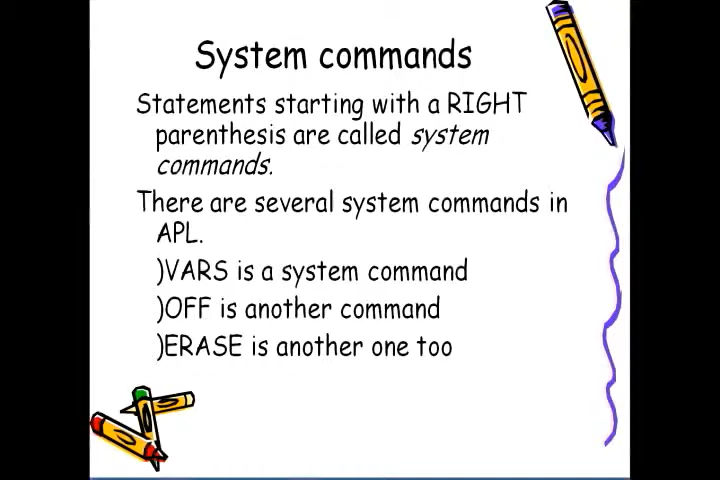 System commands
Statements starting with a RIGHT
parenthesis are called system
commands.
There are several system commands in
APL.
)VARS is a system command
)OFF is another command
)ERASE is another one too